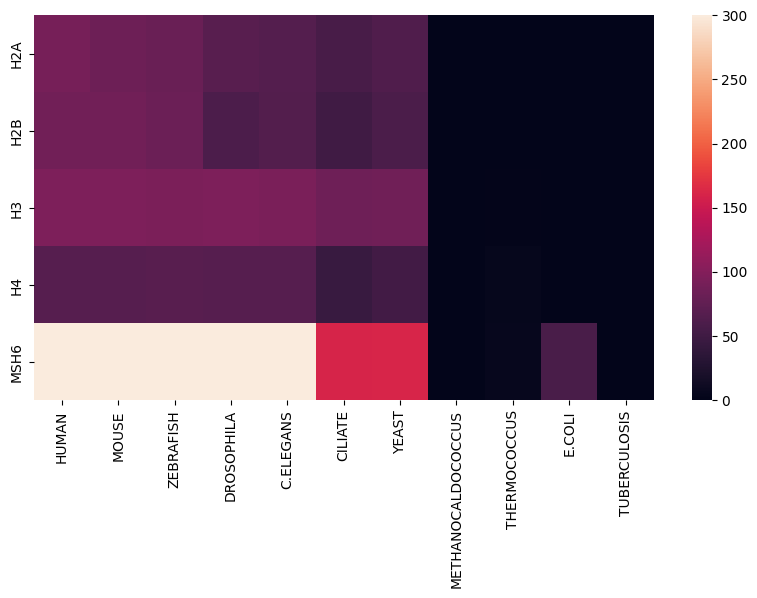 H2A
H2B
H3
H4
MSH6
HUMAN
MOUSE
ZEBRAFISH
DROSOPHILA
C.ELEGANS
CILIATE
YEAST
METHANOCALDOCOCCUS
THERMOCOCCUS
E.COLI
TUBERCULOSIS
300
250
200
150
100
50
0